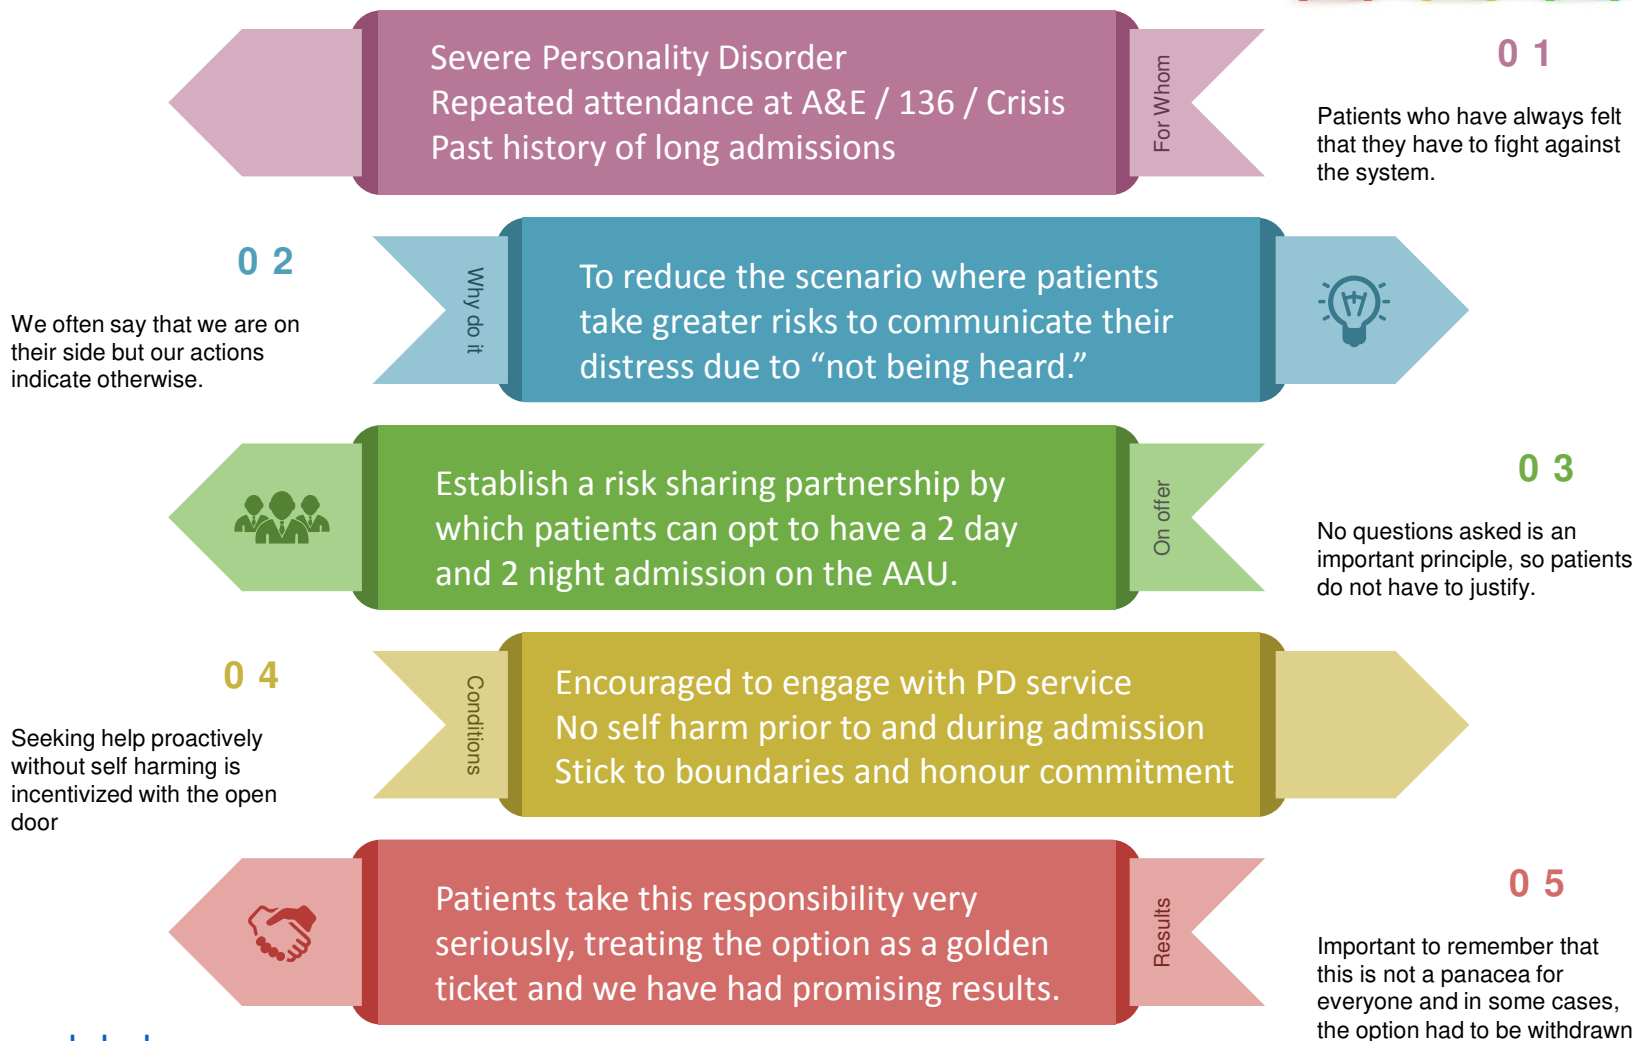 Severe Personality Disorder
Repeated attendance at A&E / 136 / Crisis
Past history of long admissions
For Whom
0 1
Patients who have always felt
that they have to fight against
the system.
0 2
We often say that we are on
their side but our actions
indicate otherwise.
Why do it
To reduce the scenario where patients
take greater risks to communicate their
distress due to “not being heard.”
Establish a risk sharing partnership by
which patients can opt to have a 2 day
and 2 night admission on the AAU.
On offer
0 3
No questions asked is an
important principle, so patients
do not have to justify.
0 4
Seeking help proactively
without self harming is
incentivized with the open
door
Conditions
Encouraged to engage with PD service
No self harm prior to and during admission
Stick to boundaries and honour commitment
Patients take this responsibility very
seriously, treating the option as a golden
ticket and we have had promising results.
Results
0 5
Important to remember that
this is not a panacea for
everyone and in some cases,
the option had to be withdrawn